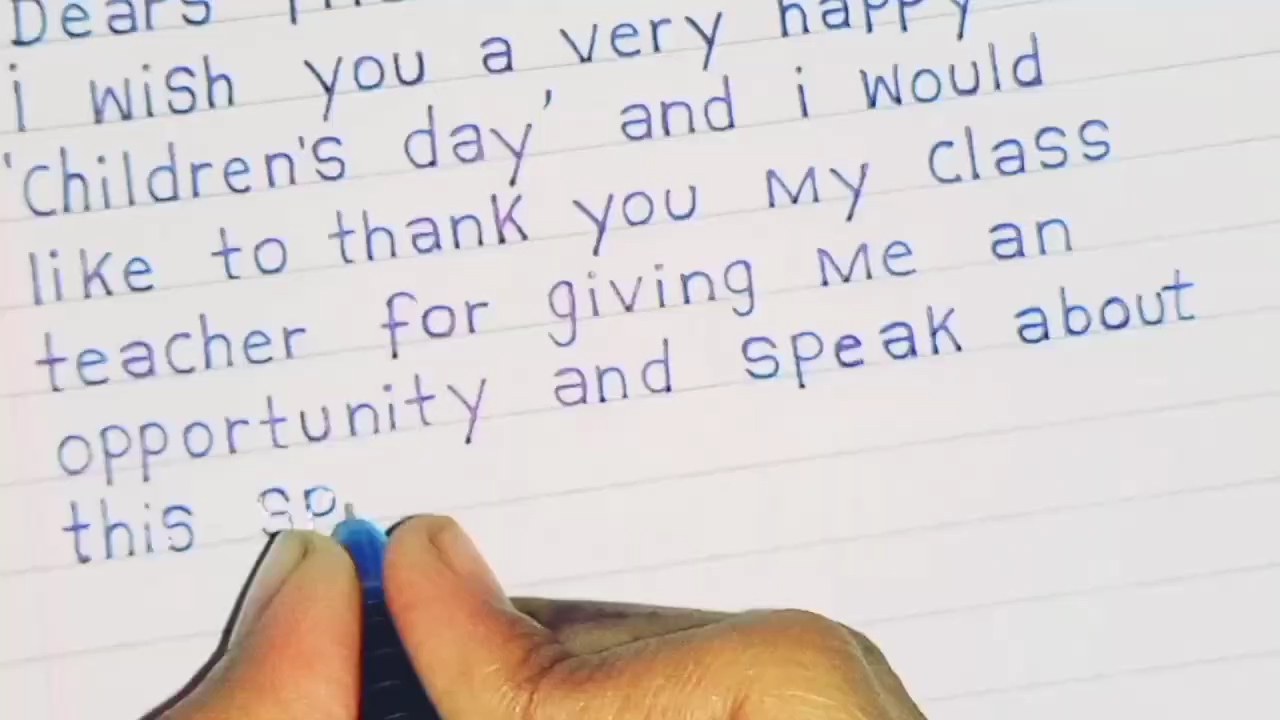 Dears
i wish you a very happy
'Children's day' and i would
like to thank you My Class
teacher for giving Me an
opportunity and speak about
this sp